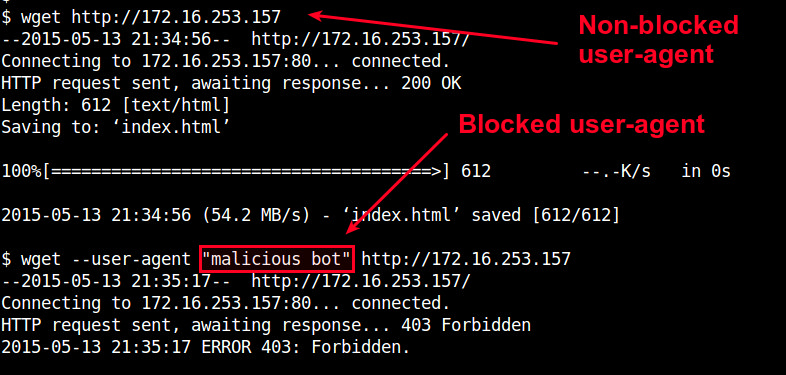 $ wget http://172.16.253.157
--2015-05-13 21:34:56--  http://172.16.253.157/
Connecting to 172.16.253.157:80... connected.
HTTP request sent, awaiting response... 200 OK
Length: 612 [text/html]
Saving to: ‘index.html’
Non-blocked
user-agent
Blocked user-agent
100%[======================================>] 612         --.-K/s   in 0s
2015-05-13 21:34:56 (54.2 MB/s) - ‘index.html’ saved [612/612]
$ wget --user-agent "malicious bot" http://172.16.253.157
--2015-05-13 21:35:17--  http://172.16.253.157/
Connecting to 172.16.253.157:80... connected.
HTTP request sent, awaiting response... 403 Forbidden
2015-05-13 21:35:17 ERROR 403: Forbidden.